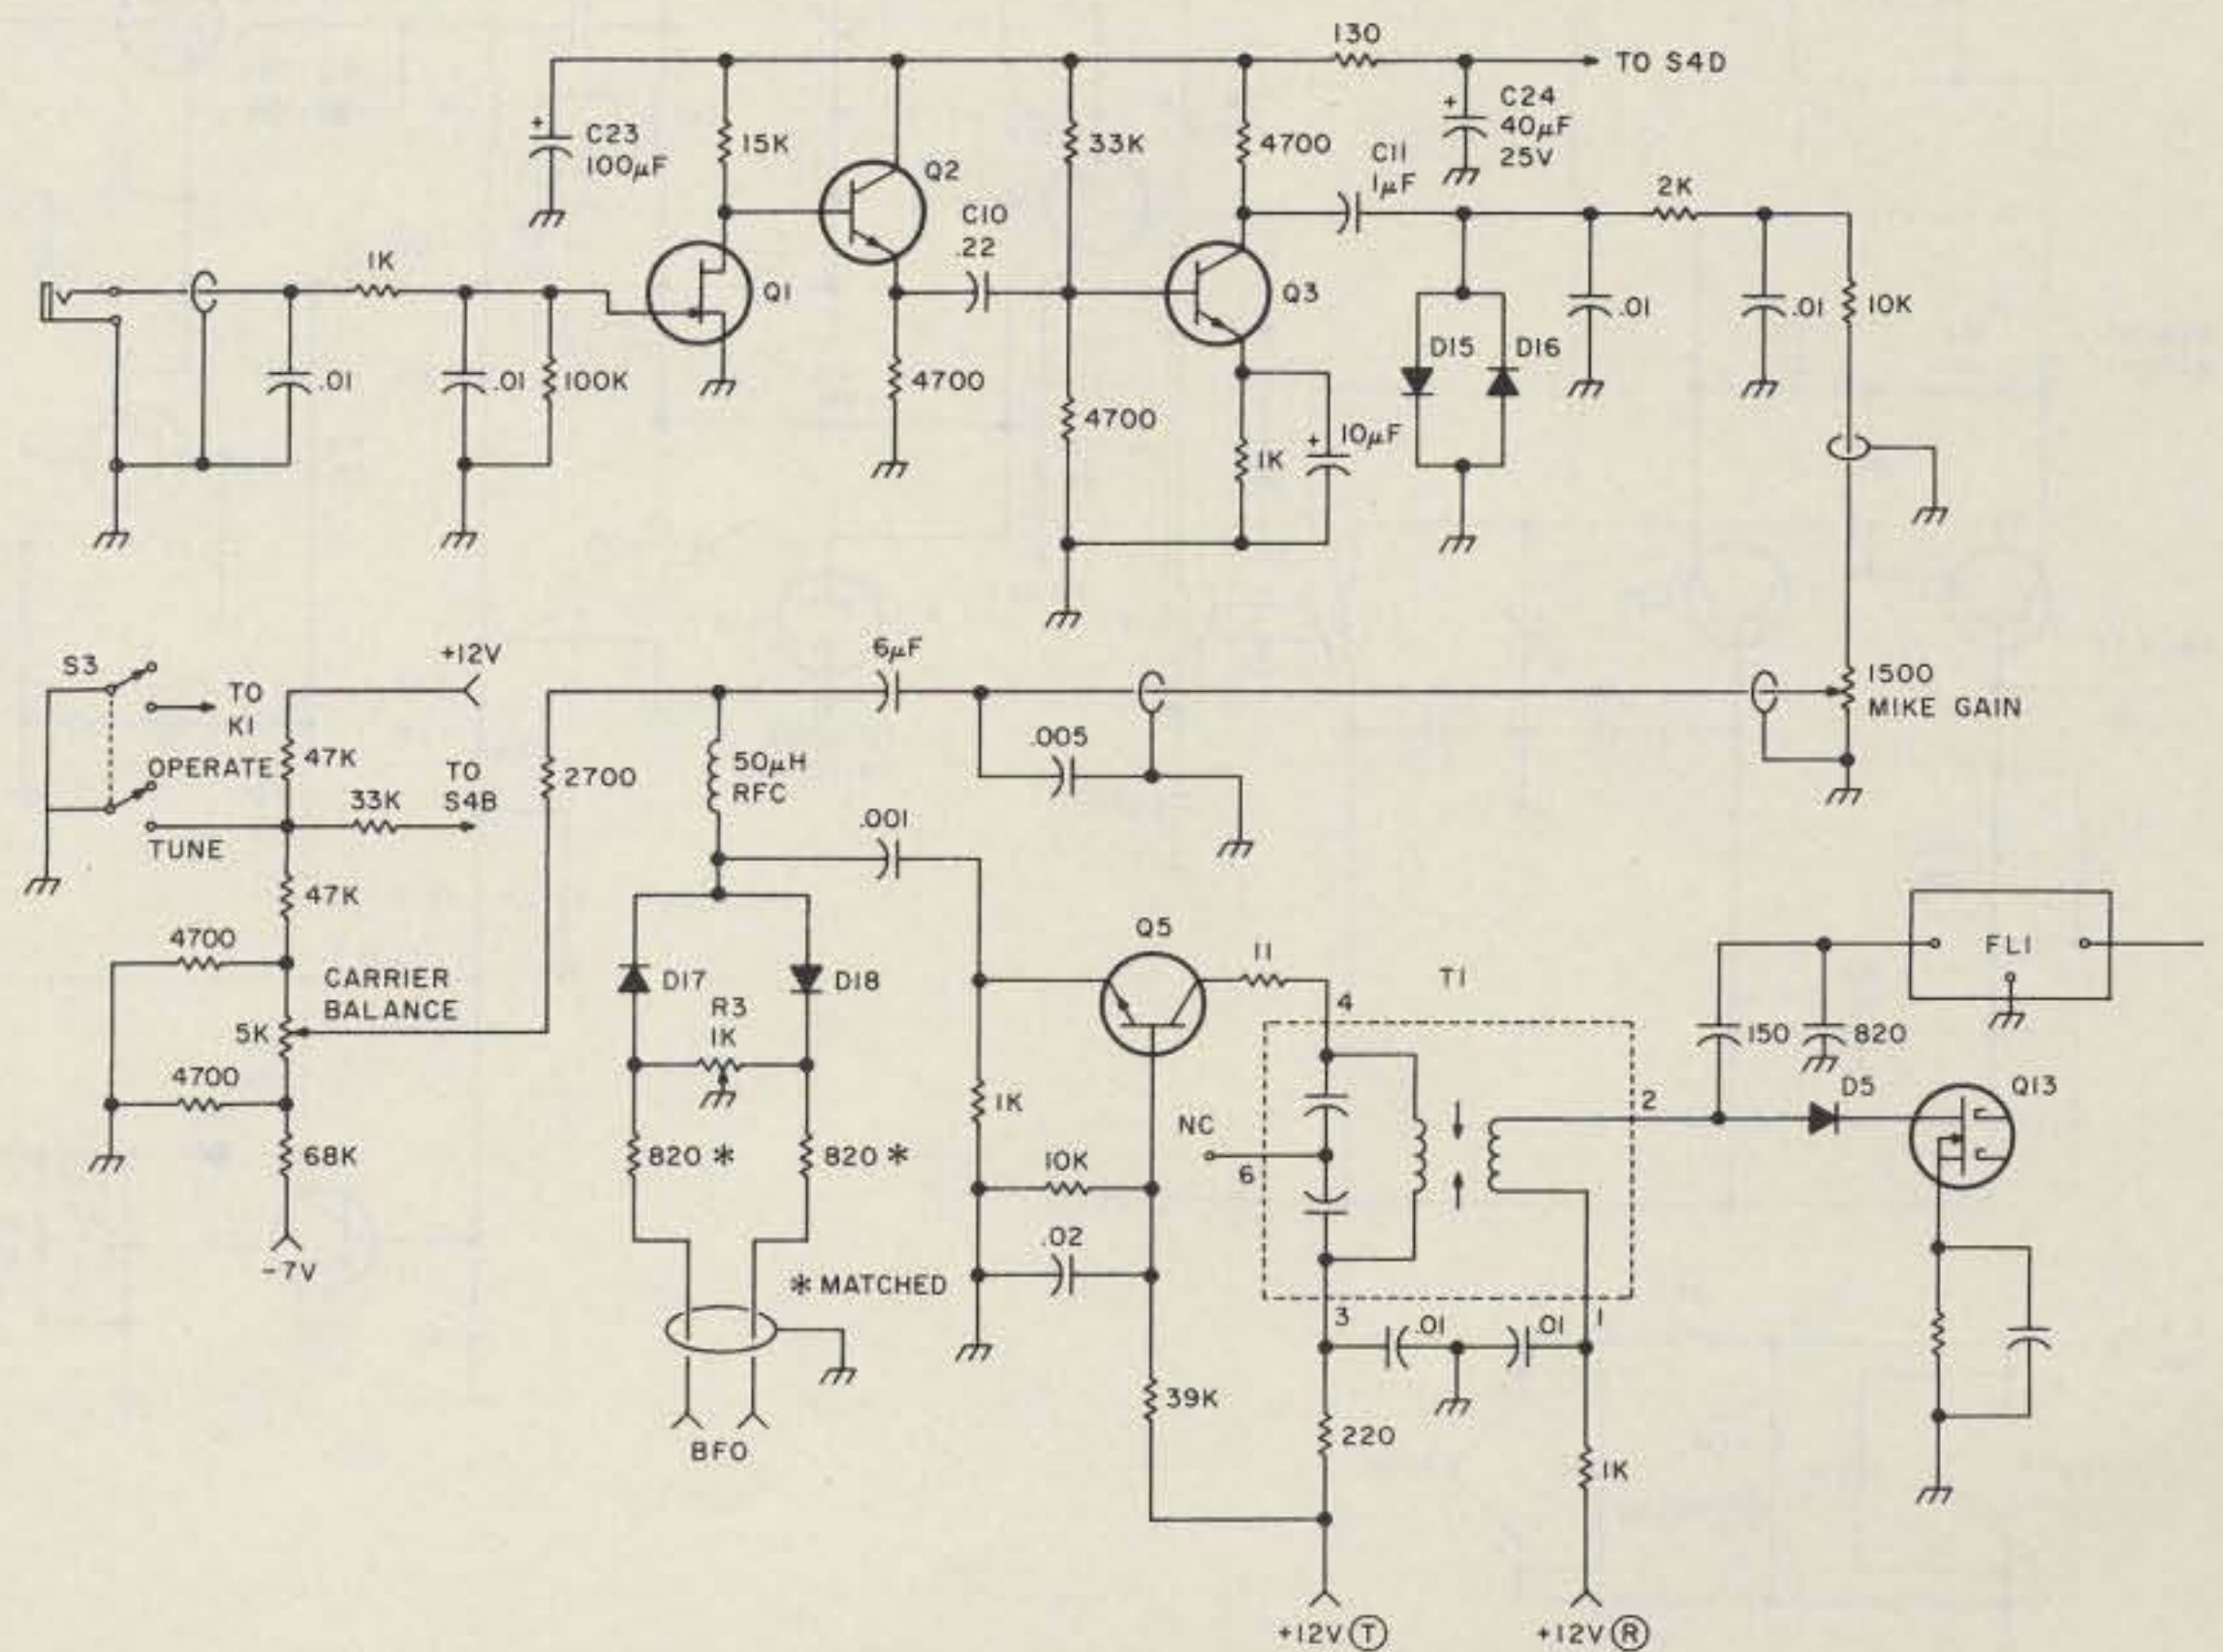 130
TO S4D
C23
100µF
15K
Q2
33K
4700
C11
1µF
C24
40µF
25V
2K
C10
.22
1K
Q1
Q3
.01
10K
.01
D15
D16
.01
.01
100K
4700
4700
1K
10µF
S3
TO
K1
+12V
6µF
1500
MIKE GAIN
OPERATE
47K
TO
S4B
33K
TUNE
2700
50µH
RFC
.005
.001
47K
4700
CARRIER
BALANCE
5K
4700
68K
-7V
D17
D18
R3
1K
820 *
820 *
* MATCHED
BFO
Q5
11
T1
4
1K
NC
6
10K
.02
3
.01
.01
1
39K
220
1K
+12V T
+12V R
FL1
150
820
2
D5
Q13